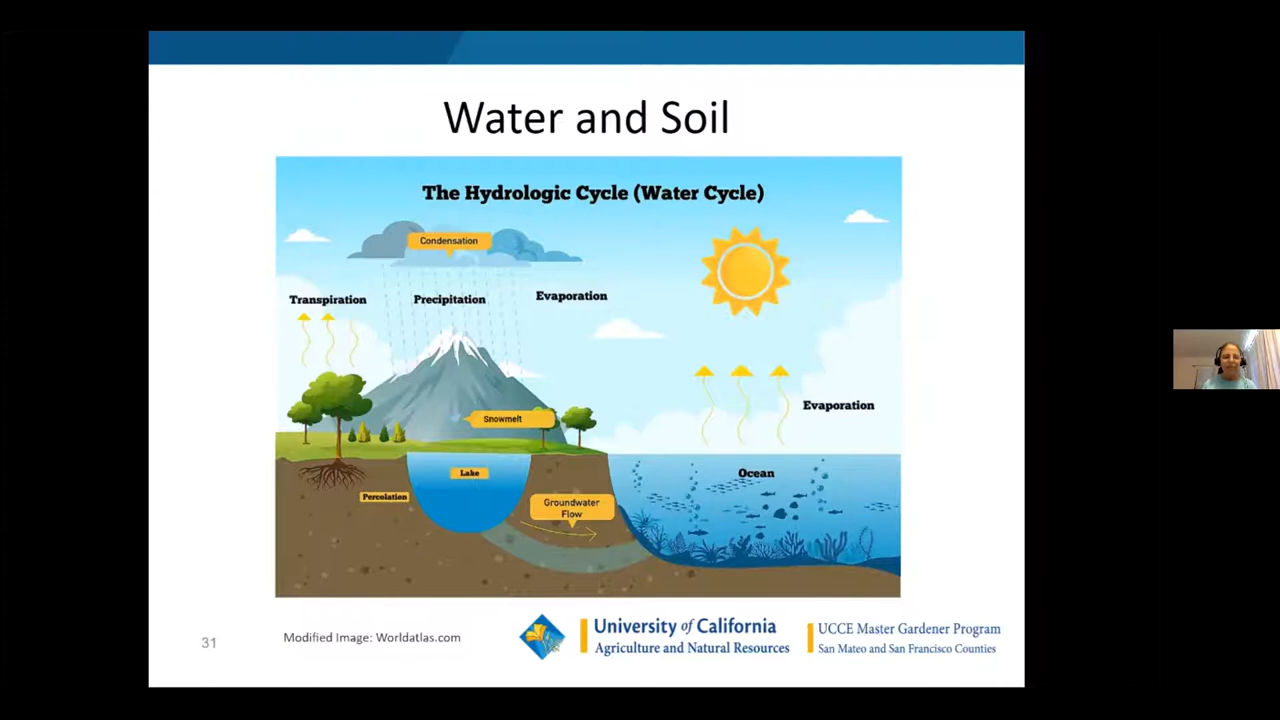 Water and Soil
The Hydrologic Cycle (Water Cycle)
Condensation
Transpiration
Precipitation
Evaporation
Evaporation
Snowmelt
Lake
Ocean
Percolation
Groundwater
Flow
31
Modified Image: Worldatlas.com
University of California
Agriculture and Natural Resources
UCCE Master Gardener Program
San Mateo and San Francisco Counties